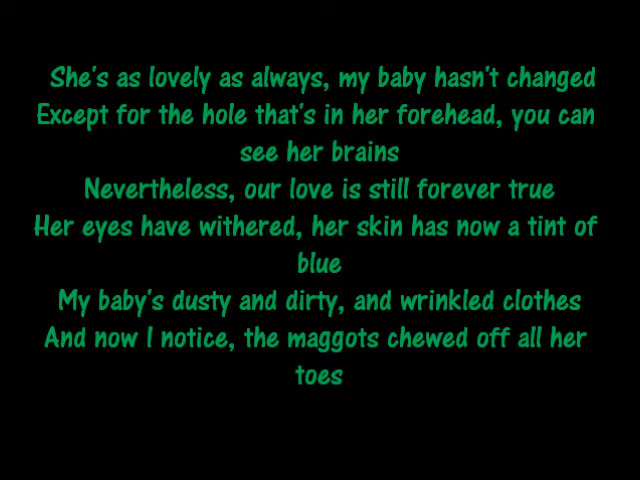 She's as lovely as always, my baby hasn't changed
Except for the hole that's in her forehead, you can
see her brains
Nevertheless, our love is still forever true
Her eyes have withered, her skin has now a tint of
blue
My baby's dusty and dirty, and wrinkled clothes
And now I notice, the maggots chewed off all her
toes